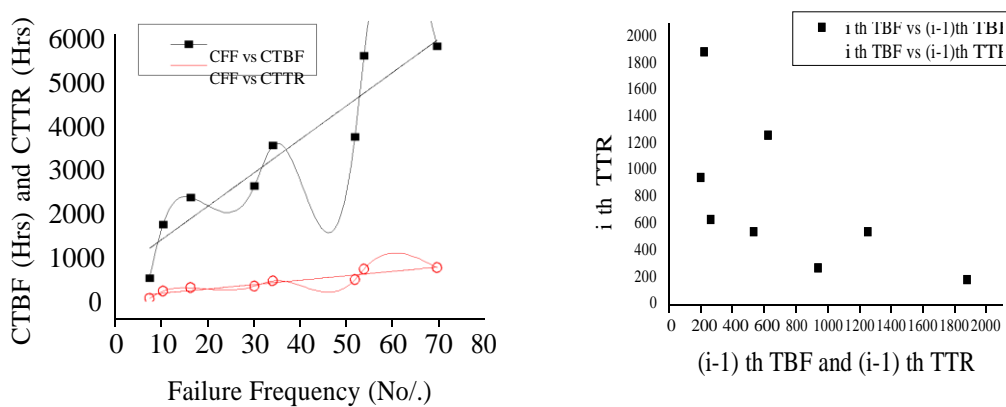 CTBF (Hrs) and CTTR (Hrs)
6000
5000
4000
3000
2000
1000
0
CFF vs CTBF
CFF vs CTTR
0 10 20 30 40 50 60 70 80
Failure Frequency (No/.)
i th TTR
2000
1800
1600
1400
1200
1000
800
600
400
200
0
i th TBF vs (i-1)th TBF
i th TBF vs (i-1)th TTR
0 200 400 600 800 1000 1200 1400 1600 1800 2000
(i-1) th TBF and (i-1) th TTR